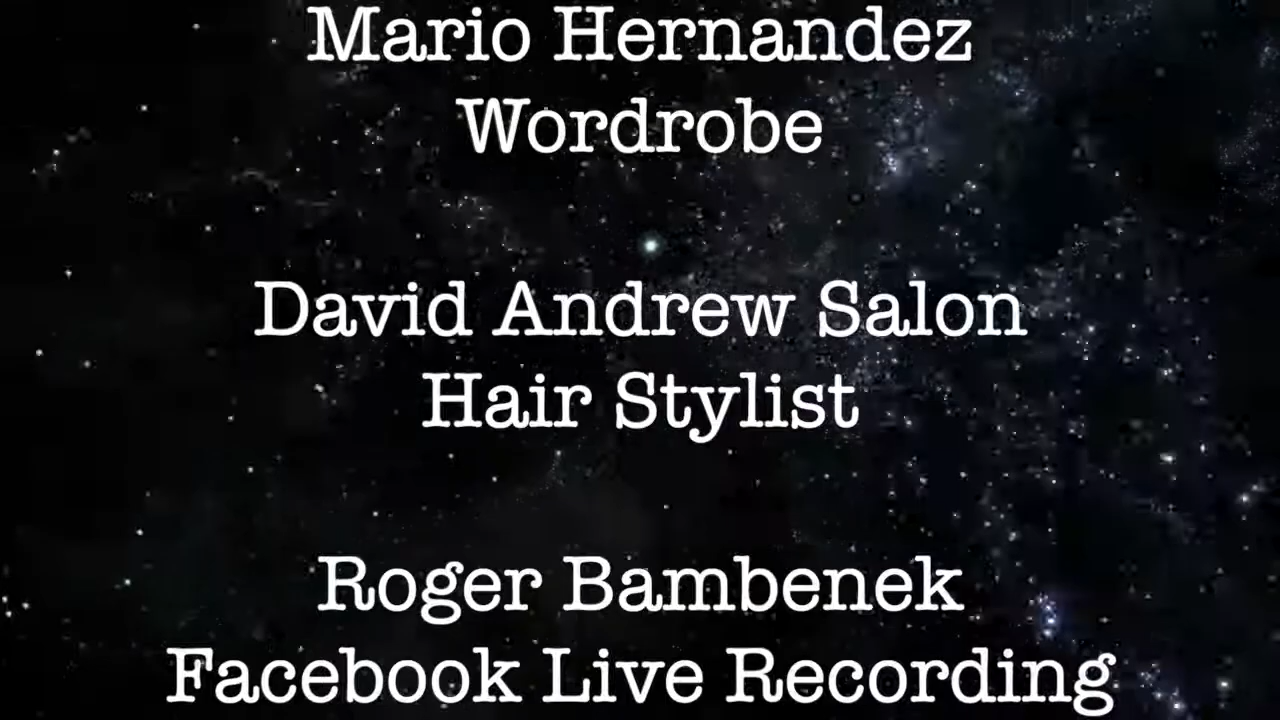 Mario Hernandez
Wordrobe
David Andrew Salon
Hair Stylist
Roger Bambenek
Facebook Live Recording